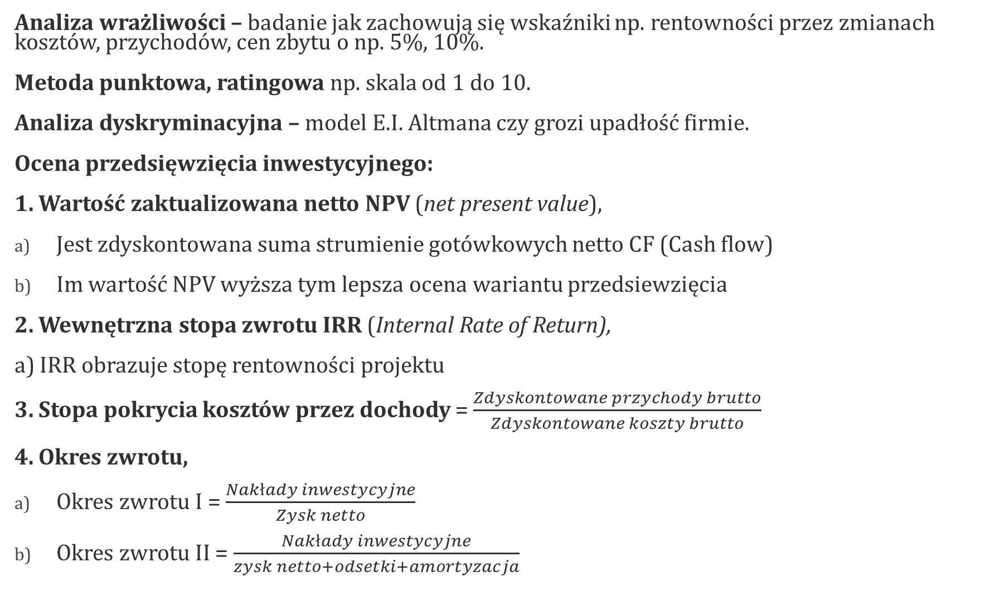 Analiza wrażliwości – badanie jak zachowują się wskaźniki np. rentowności przez zmianach
kosztów, przychodów, cen zbytu o np. 5%, 10%.
Metoda punktowa, ratingowa np. skala od 1 do 10.
Analiza dyskryminacyjna – model E.I. Altmana czy grozi upadłość firmie.
Ocena przedsięwzięcia inwestycyjnego:
1. Wartość zaktualizowana netto NPV (net present value),
a) Jest zdyskontowana suma strumienie gotówkowych netto CF (Cash flow)
b) Im wartość NPV wyższa tym lepsza ocena wariantu przedsiewzięcia
2. Wewnętrzna stopa zwrotu IRR (Internal Rate of Return),
a) IRR obrazuje stopę rentowności projektu
3. Stopa pokrycia kosztów przez dochody = Zdyskontowane przychody brutto
Zdyskontowane koszty brutto
4. Okres zwrotu,
a) Okres zwrotu I = Nakłady inwestycyjne
Zysk netto
b) Okres zwrotu II = Nakłady inwestycyjne
zysk netto+odsetki+amortyzacja